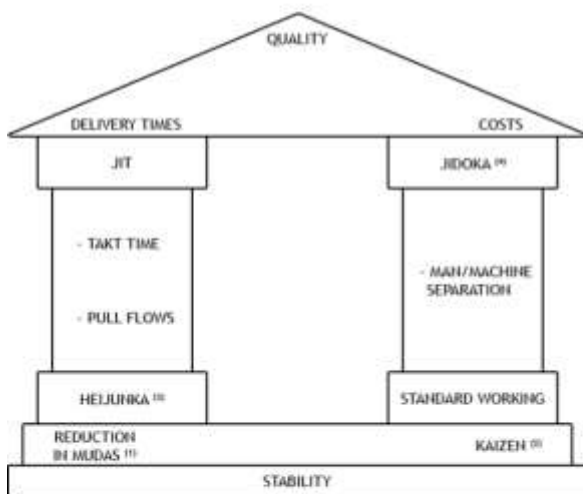 QUALITY
DELIVERY TIMES COSTS
JIT JIDOKA (4)
- TAKT TIME
- MAN/MACHINE
SEPARATION
- PULL FLOWS
HEIJUNKA (3) STANDARD WORKING
REDUCTION
IN MUDAS (1) KAIZEN (5)
STABILITY